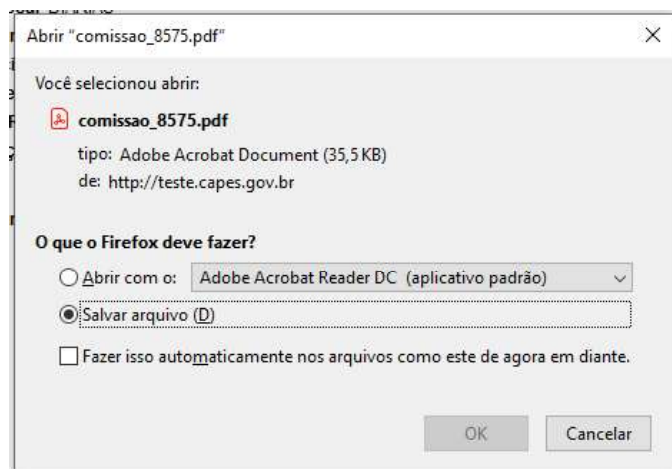 Abrir "comissao_8575.pdf"
Você selecionou abrir:
comissao_8575.pdf
tipo: Adobe Acrobat Document (35,5 KB)
de: http://teste.capes.gov.br
O que o Firefox deve fazer?
Abrir com o: Adobe Acrobat Reader DC (aplicativo padrão)
Salvar arquivo (D)
Fazer isso automaticamente nos arquivos como este de agora em diante.
OK Cancelar